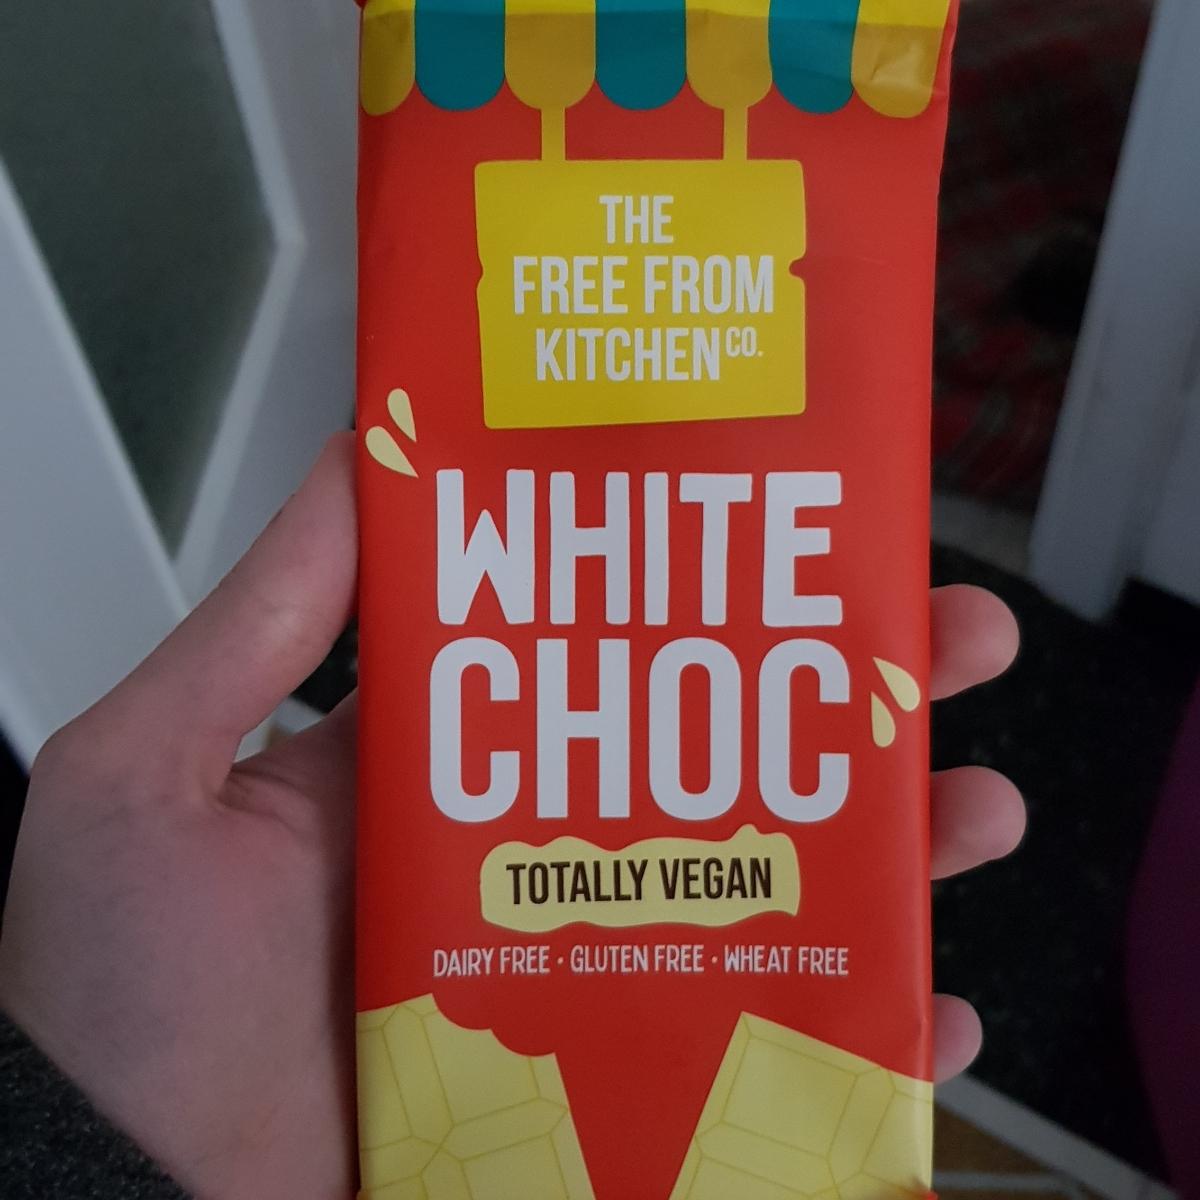 THE
FREE FROM
KITCHEN CO.
WHITE
CHOC
TOTALLY VEGAN
DAIRY FREE · GLUTEN FREE · WHEAT FREE